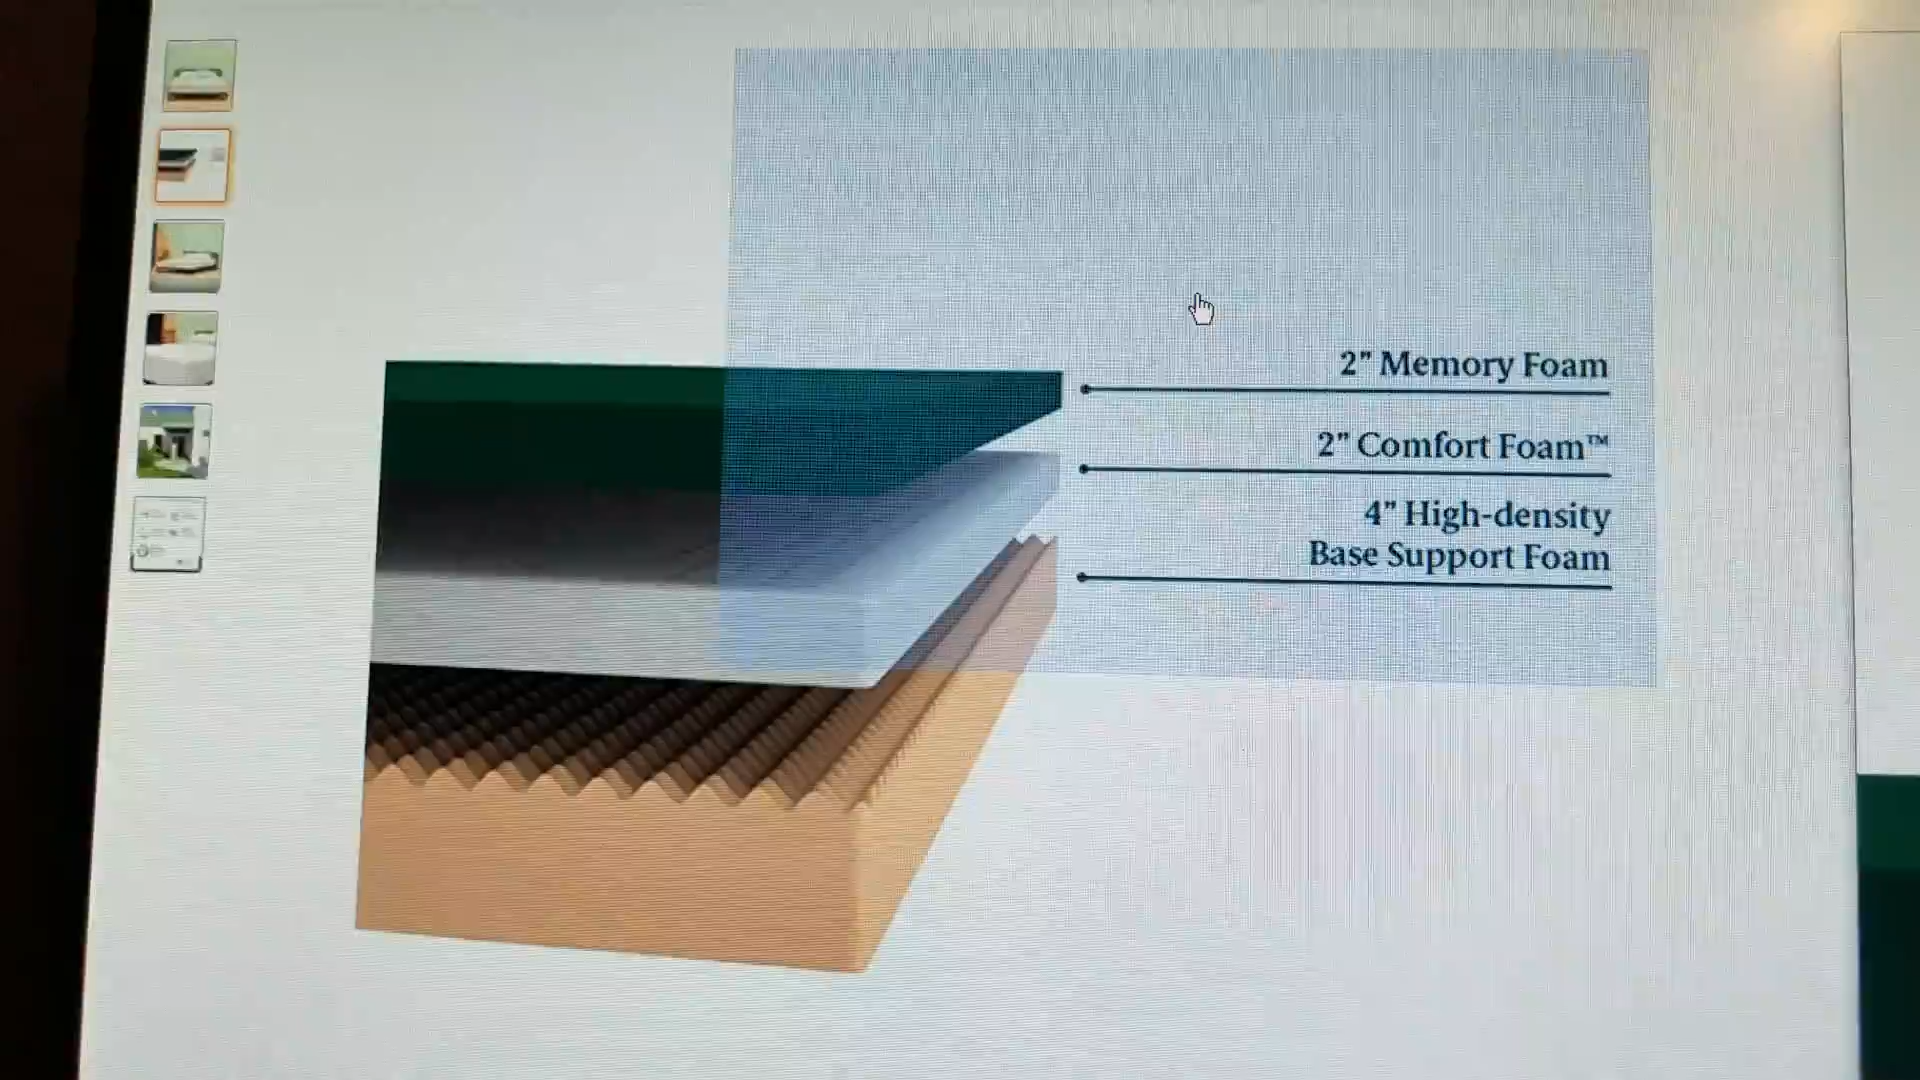 2” Memory Foam
2” Comfort Foam™
4” High-density
Base Support Foam